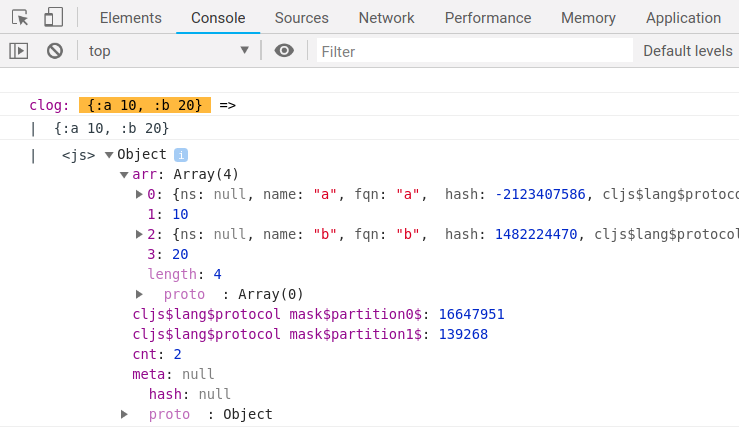 Elements Console Sources Network Performance Memory Application
top Filter Default levels
clog: {:a 10, :b 20} =>
| {:a 10, :b 20}
| <js> Object i
arr: Array(4)
0: {ns: null, name: "a", fqn: "a", hash: -2123407586, cljs$lang$protoco
1: 10
2: {ns: null, name: "b", fqn: "b", hash: 1482224470, cljs$lang$protocol
3: 20
length: 4
proto : Array(0)
cljs$lang$protocol mask$partition0$: 16647951
cljs$lang$protocol mask$partition1$: 139268
cnt: 2
meta: null
hash: null
proto : Object